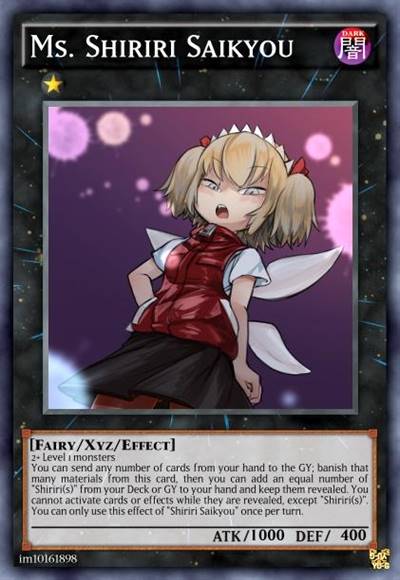 Ms. Shiriri Saikyou
DARK
闇
[Fairy/Xyz/Effect]
2+ Level 1 monsters
You can send any number of cards from your hand to the GY; banish that
many materials from this card, then you can add an equal number of
"Shiriri(s)" from your Deck or GY to your hand and keep them revealed. You
cannot activate cards or effects while they are revealed, except "Shiriri(s)".
You can only use this effect of "Shiriri Saikyou" once per turn.
ATK/1000 DEF/ 400
im10161898